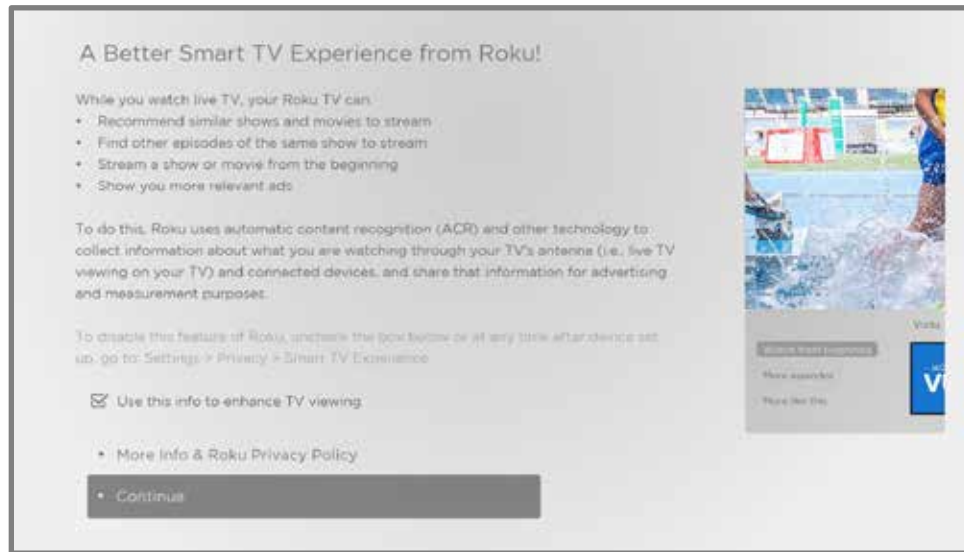 A Better Smart TV Experience from Roku!
While you watch live TV, your Roku TV can
• Recommend similar shows and movies to stream
• Find other episodes of the same show to stream
• Stream a show or movie from the beginning
• Show you more relevant ads
To do this, Roku uses automatic content recognition (ACR) and other technology to
collect information about what you are watching through your TV's antenna (i.e., live TV
viewing on your TV) and connected devices, and share that information for advertising
and measurement purposes.
To disable this feature of Roku, uncheck the box below or at any time after device set
up, go to: Settings > Privacy > Smart TV Experience
Use this info to enhance TV viewing
• More Info & Roku Privacy Policy
• Continue
Watch from beginning
More episodes
More like this